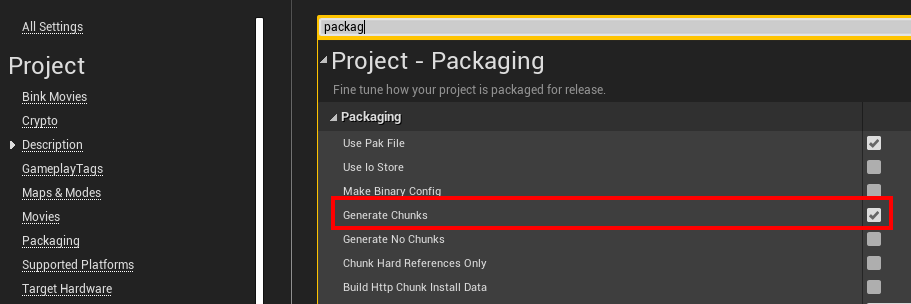 All Settings
Project
Bink Movies
Crypto
Description
GameplayTags
Maps & Modes
Movies
Packaging
Supported Platforms
Target Hardware
packag
Project - Packaging
Fine tune how your project is packaged for release.
Packaging
Use Pak File
Use Io Store
Make Binary Config
Generate Chunks
Generate No Chunks
Chunk Hard References Only
Build Http Chunk Install Data